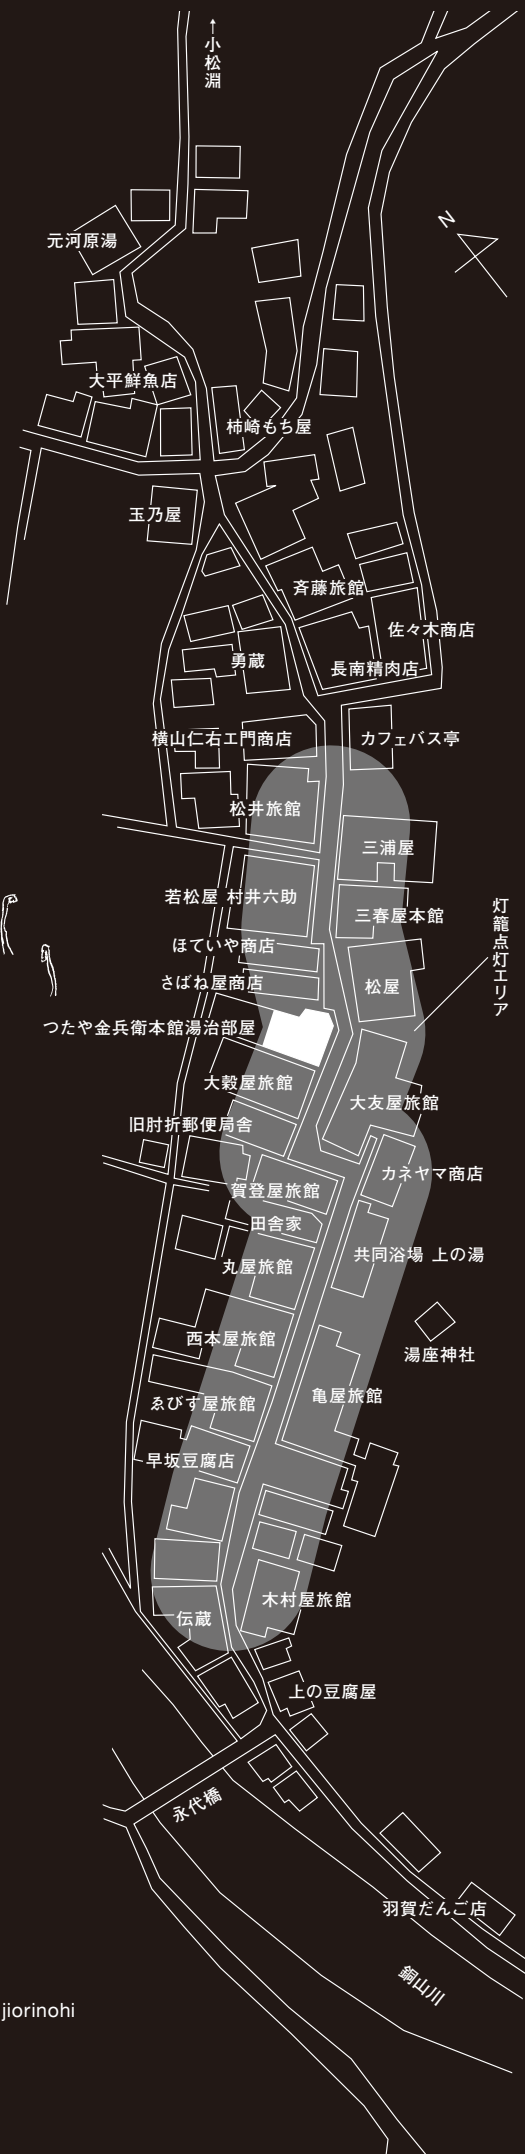 ↑小松淵
元河原湯
N
大平鮮魚店
柿崎もち屋
玉乃屋
斉藤旅館
佐々木商店
勇蔵
長南精肉店
横山仁右エ門商店
カフェバス亭
松井旅館
三浦屋
若松屋 村井六助
三春屋本館
灯籠点灯エリア
ほていや商店
さばね屋商店
松屋
つたや金兵衛本館湯治部屋
大穀屋旅館
大友屋旅館
旧肘折郵便局舎
カネヤマ商店
賀登屋旅館
田舎家
共同浴場 上の湯
丸屋旅館
西本屋旅館
湯座神社
亀屋旅館
ゑびす屋旅館
早坂豆腐店
木村屋旅館
伝蔵
上の豆腐屋
永代橋
羽賀だんご店
銅山川
jiorinohi